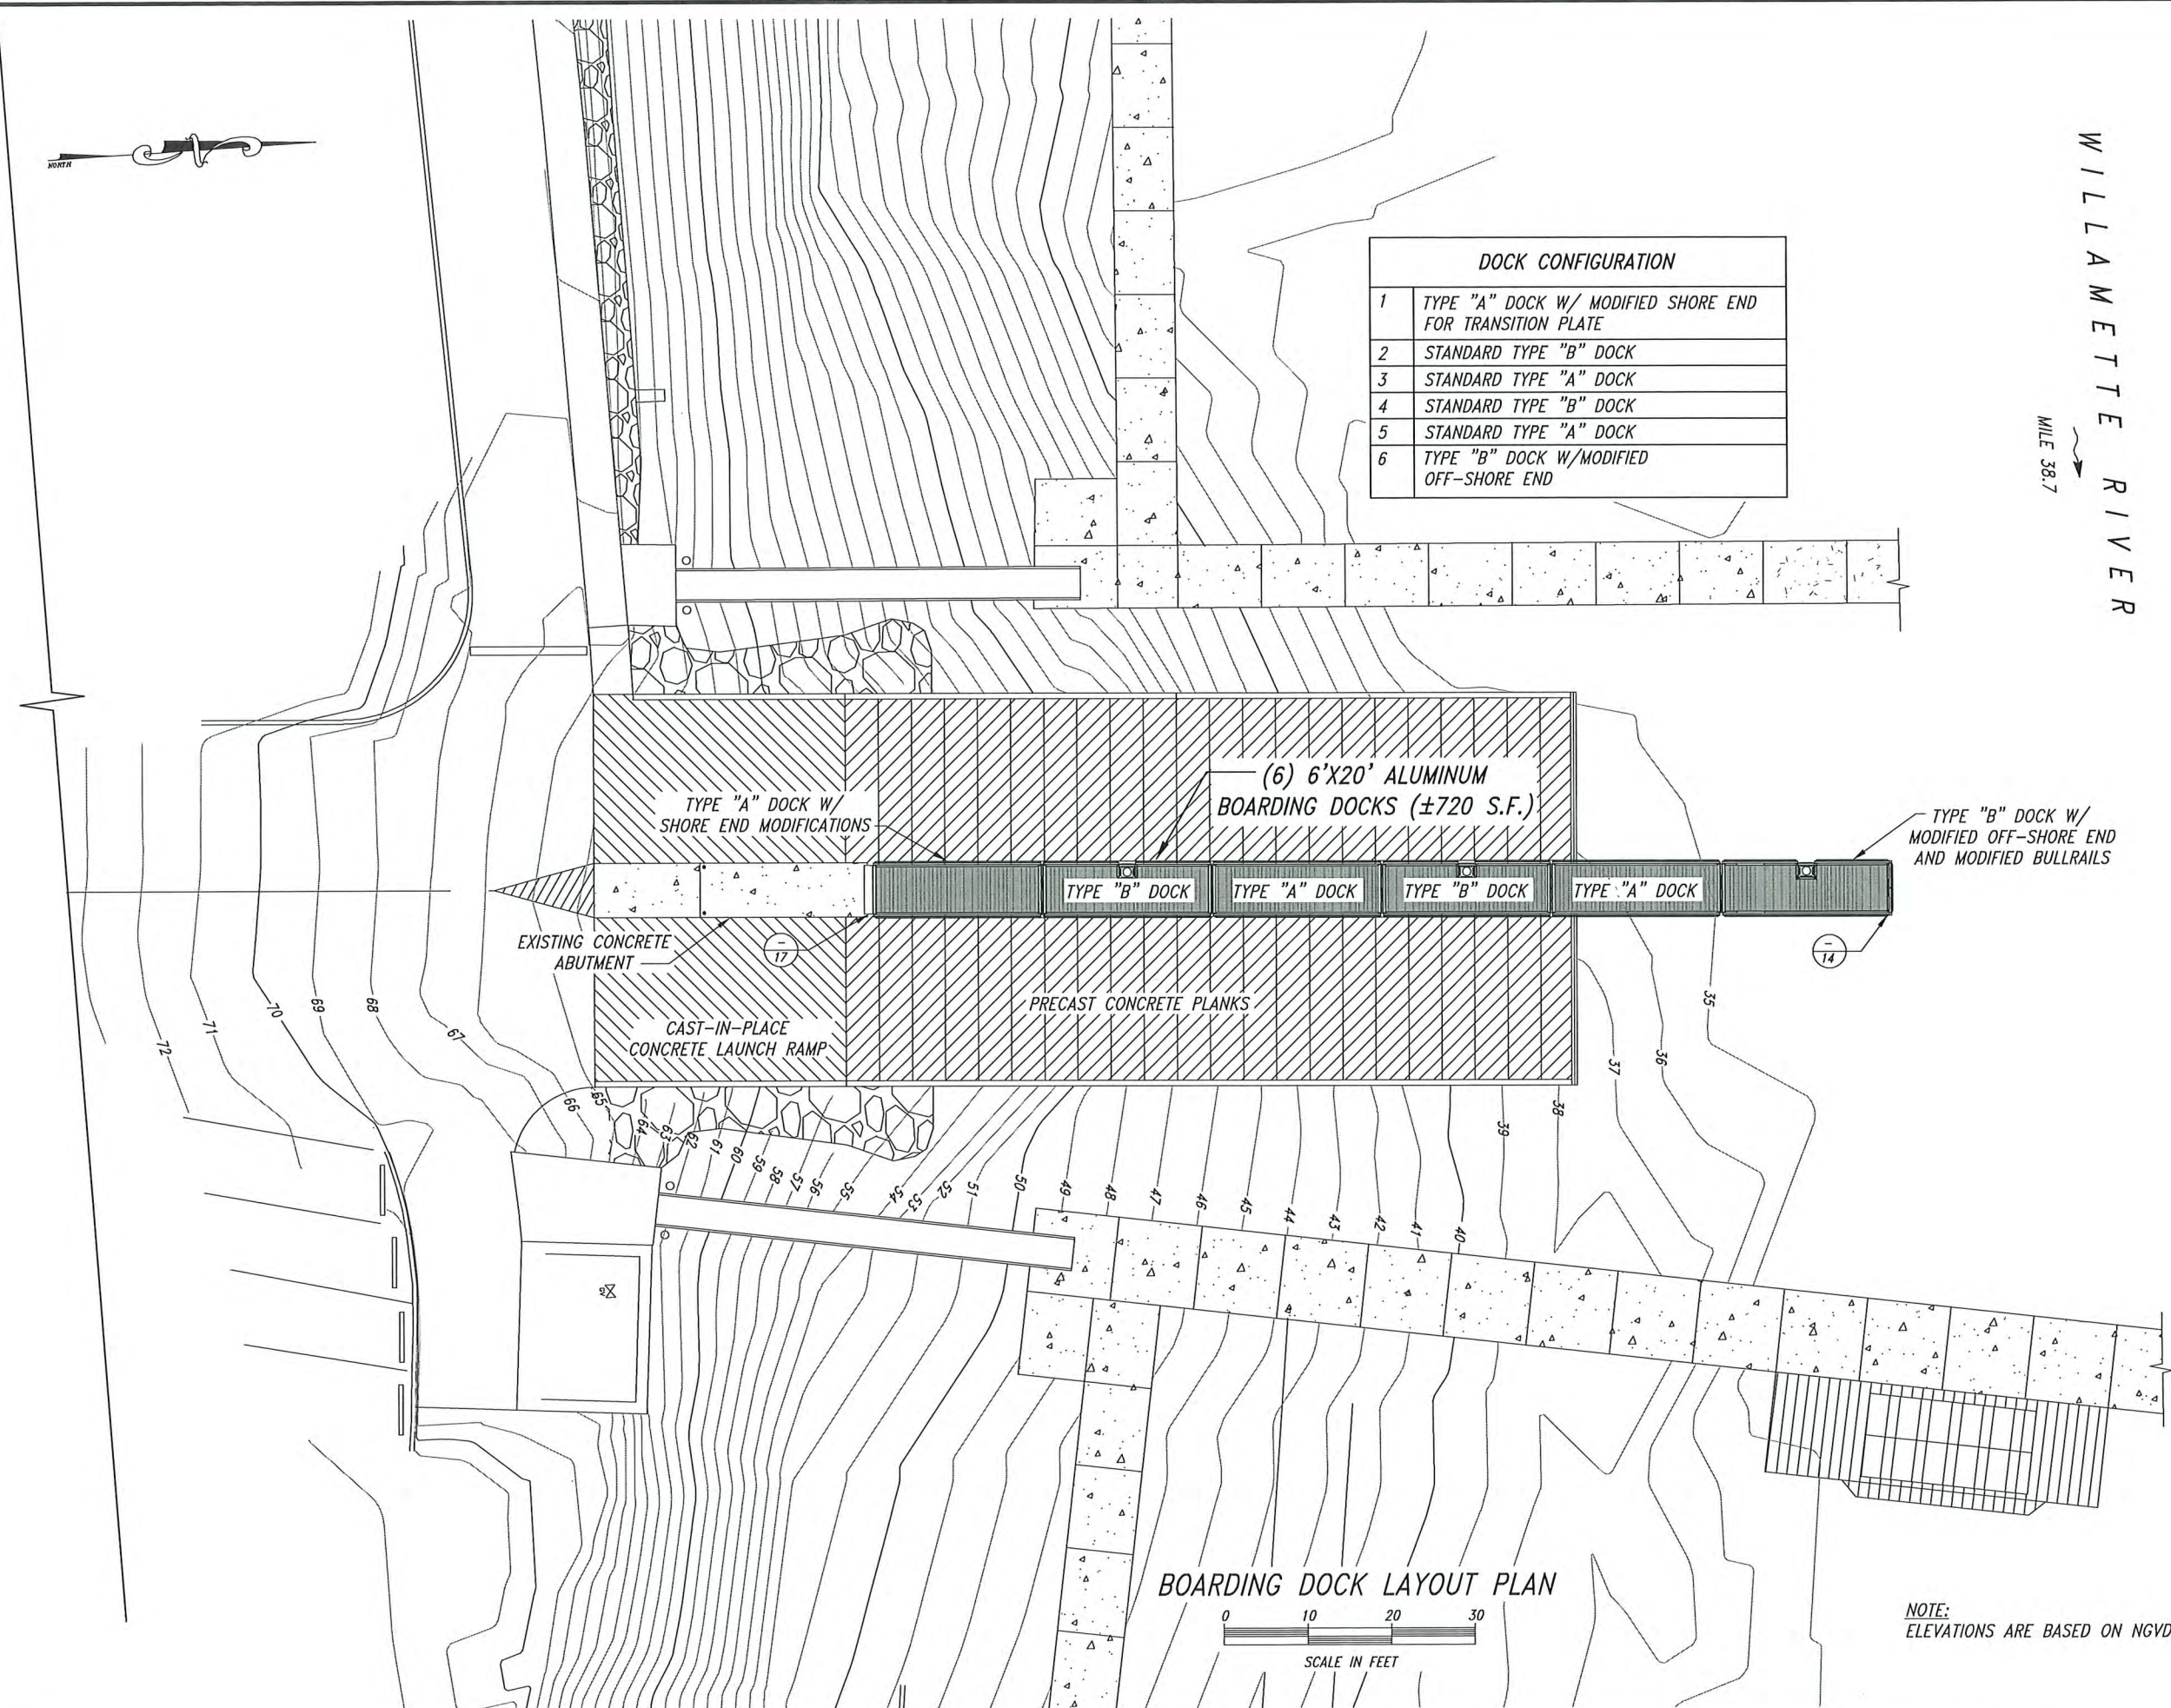 NORTH
WILLAMETTE RIVER
MILE 38.7
DOCK CONFIGURATION
1 TYPE "A" DOCK W/ MODIFIED SHORE END
FOR TRANSITION PLATE
2 STANDARD TYPE "B" DOCK
3 STANDARD TYPE "A" DOCK
4 STANDARD TYPE "B" DOCK
5 STANDARD TYPE "A" DOCK
6 TYPE "B" DOCK W/MODIFIED
OFF-SHORE END
(6) 6'X20' ALUMINUM
BOARDING DOCKS (±720 S.F.)
TYPE "A" DOCK W/
SHORE END MODIFICATIONS
TYPE "B" DOCK W/
MODIFIED OFF-SHORE END
AND MODIFIED BULLRAILS
TYPE "B" DOCK
TYPE "A" DOCK
TYPE "B" DOCK
TYPE "A" DOCK
EXISTING CONCRETE
ABUTMENT
–
17
–
14
PRECAST CONCRETE PLANKS
CAST-IN-PLACE
CONCRETE LAUNCH RAMP
72
71
70
69
68
67
66
65
64
63
62
61
60
59
58
57
56
55
54
53
52
51
50
49
48
47
46
45
44
43
42
41
40
39
38
37
36
35
BOARDING DOCK LAYOUT PLAN
0 10 20 30
SCALE IN FEET
NOTE:
ELEVATIONS ARE BASED ON NGVD